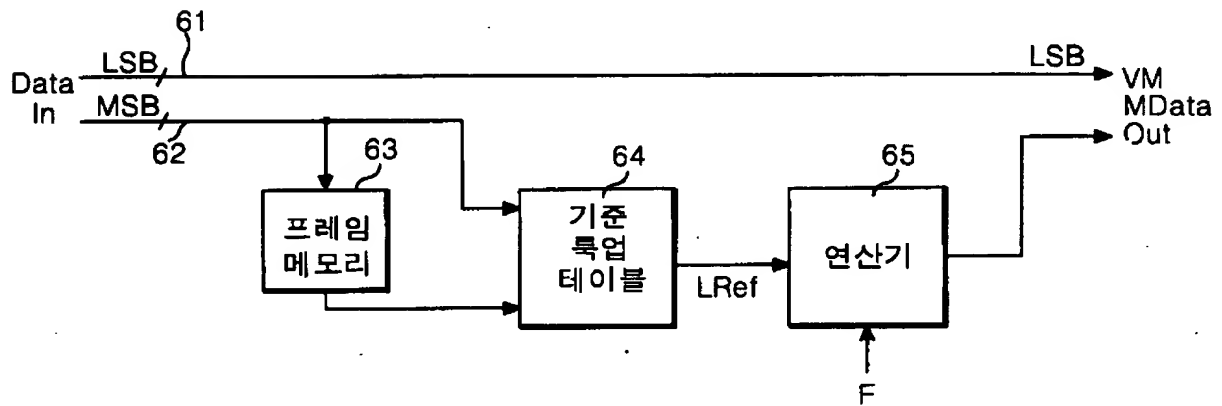 61
LSB
LSB
Data
In
MSB
62
VM
MData
Out
63
프레임
메모리
64
기준
룩업
테이블
LRef
65
연산기
F